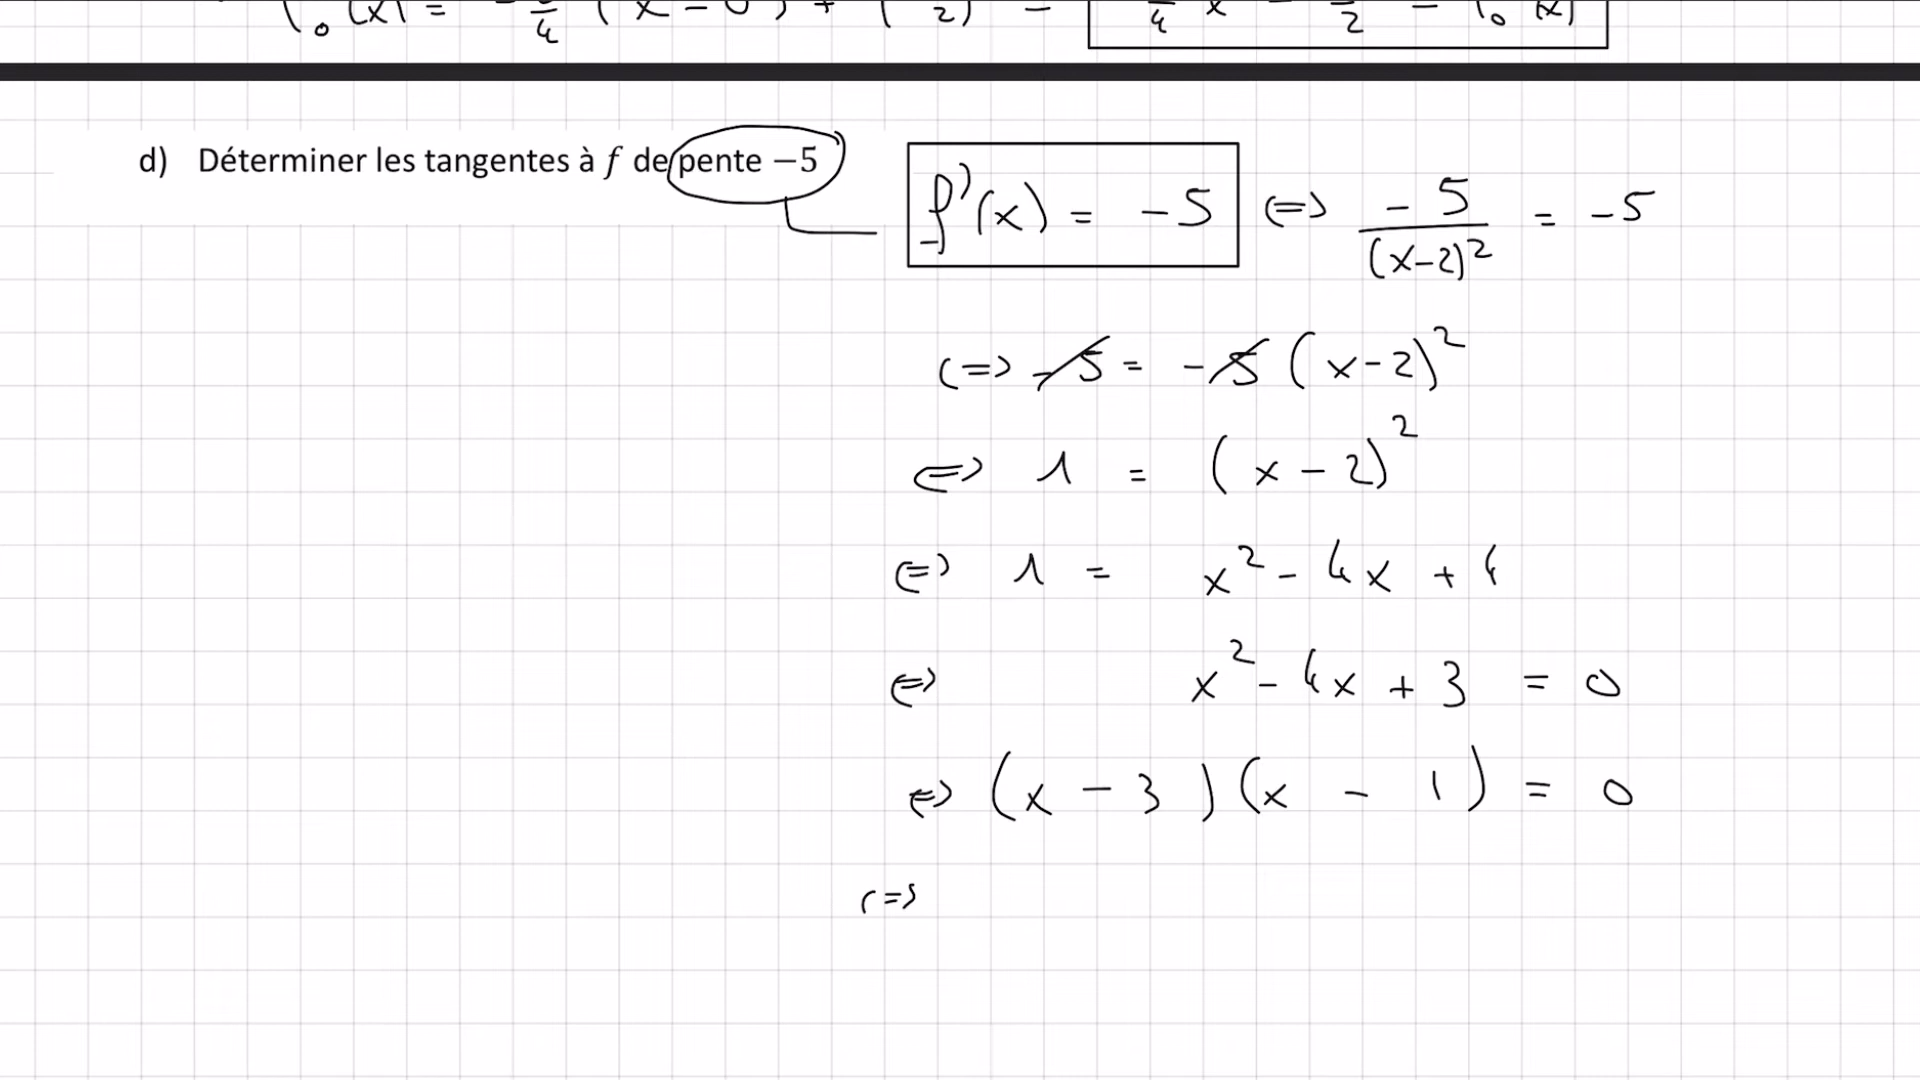 d) Déterminer les tangentes à f de pente −5
f'(x) = -5 <=> -5/(x-2)² = -5
<=> -5 = -5 (x-2)²
<=> 1 = (x-2)²
<=> 1 = x² - 4x + 4
<=> x² - 4x + 3 = 0
<=> (x - 3)(x - 1) = 0
<=>